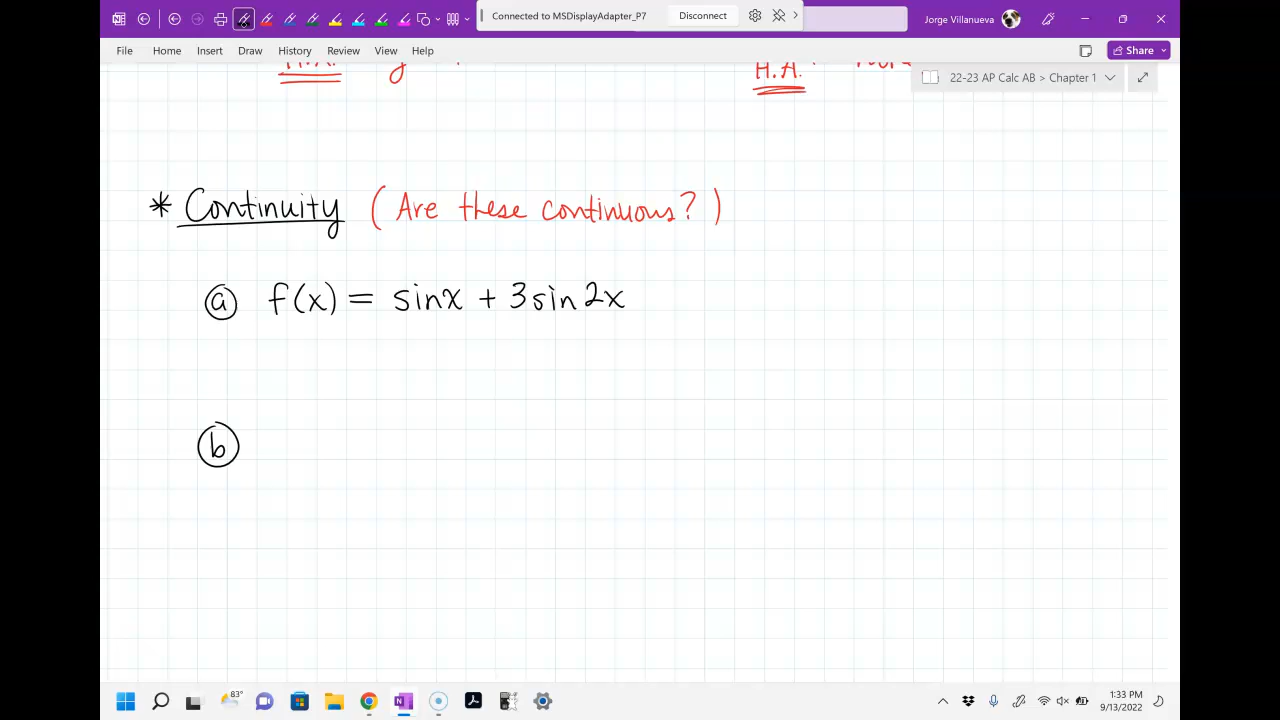 Connected to MSDisplayAdapter_P7 Disconnect
Jorge Villanueva
File Home Insert Draw History Review View Help Share
22-23 AP Calc AB > Chapter 1
H.A.
* Continuity ( Are these continuous? )
ⓐ f(x) = sinx + 3sin2x
ⓑ
83°
1:33 PM
9/13/2022